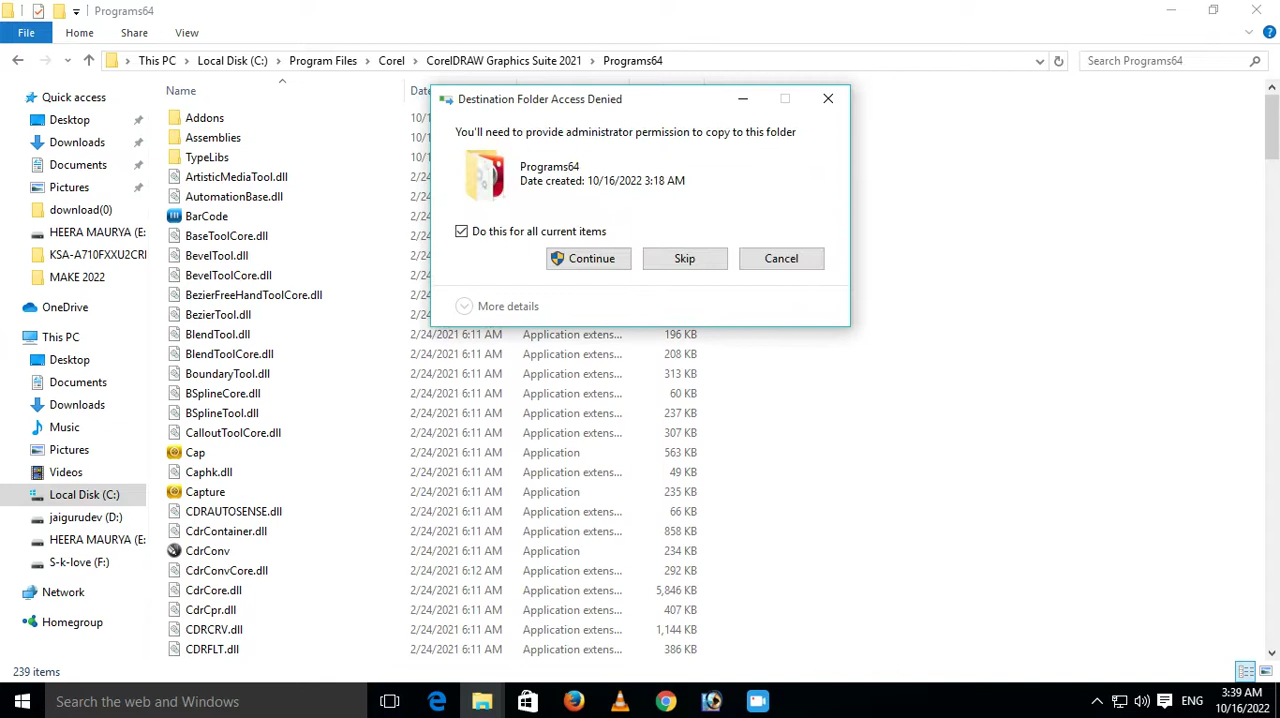 Programs64
File Home Share View
This PC Local Disk (C:) Program Files Corel CorelDRAW Graphics Suite 2021 Programs64
Search Programs64
Quick access
Desktop
Downloads
Documents
Pictures
download(0)
HEERA MAURYA (E:
KSA-A710FXXU2CRI
MAKE 2022
OneDrive
This PC
Desktop
Documents
Downloads
Music
Pictures
Videos
Local Disk (C:)
jaigurudev (D:)
HEERA MAURYA (E:
S-k-love (F:)
Network
Homegroup
Name
Addons
Assemblies
TypeLibs
ArtisticMediaTool.dll
AutomationBase.dll
BarCode
BaseToolCore.dll
BevelTool.dll
BevelToolCore.dll
BezierFreeHandToolCore.dll
BezierTool.dll
BlendTool.dll 2/24/2021 6:11 AM Application extens... 196 KB
BlendToolCore.dll 2/24/2021 6:11 AM Application extens... 208 KB
BoundaryTool.dll 2/24/2021 6:11 AM Application extens... 313 KB
BSplineCore.dll 2/24/2021 6:11 AM Application extens... 60 KB
BSplineTool.dll 2/24/2021 6:11 AM Application extens... 237 KB
CalloutToolCore.dll 2/24/2021 6:11 AM Application extens... 307 KB
Cap 2/24/2021 6:11 AM Application 563 KB
Caphk.dll 2/24/2021 6:11 AM Application extens... 49 KB
Capture 2/24/2021 6:11 AM Application 235 KB
CDRAUTOSENSE.dll 2/24/2021 6:11 AM Application extens... 66 KB
CdrContainer.dll 2/24/2021 6:11 AM Application extens... 858 KB
CdrConv 2/24/2021 6:11 AM Application 234 KB
CdrConvCore.dll 2/24/2021 6:12 AM Application extens... 292 KB
CdrCore.dll 2/24/2021 6:11 AM Application extens... 5,846 KB
CdrCpr.dll 2/24/2021 6:11 AM Application extens... 407 KB
CDRCRV.dll 2/24/2021 6:11 AM Application extens... 1,144 KB
CDRFLT.dll 2/24/2021 6:11 AM Application extens... 386 KB
Destination Folder Access Denied
You'll need to provide administrator permission to copy to this folder
Programs64
Date created: 10/16/2022 3:18 AM
Do this for all current items
Continue Skip Cancel
More details
239 items
Search the web and Windows
ENG
3:39 AM
10/16/2022